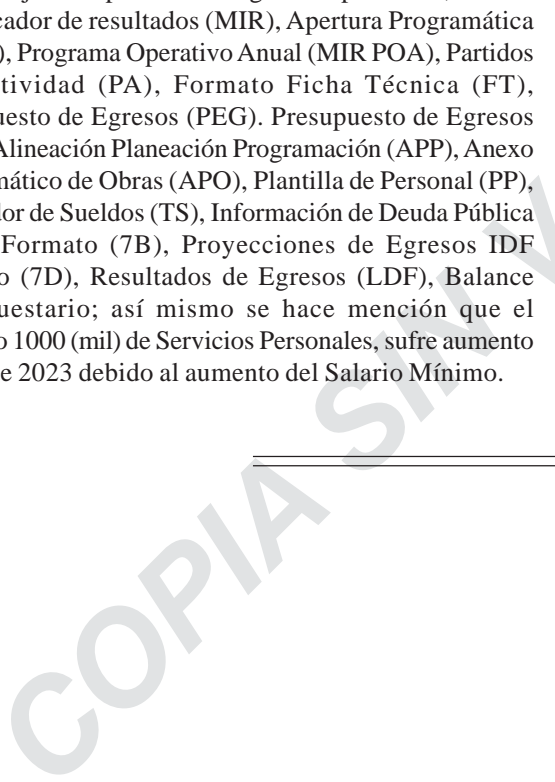 cador de resultados (MIR), Apertura Programática
), Programa Operativo Anual (MIR POA), Partidos
tividad (PA), Formato Ficha Técnica (FT),
uesto de Egresos (PEG). Presupuesto de Egresos
Alineación Planeación Programación (APP), Anexo
mático de Obras (APO), Plantilla de Personal (PP),
dor de Sueldos (TS), Información de Deuda Pública
Formato (7B), Proyecciones de Egresos IDF
o (7D), Resultados de Egresos (LDF), Balance
uestario; así mismo se hace mención que el
o 1000 (mil) de Servicios Personales, sufre aumento
e 2023 debido al aumento del Salario Mínimo.
COPIA SIN V